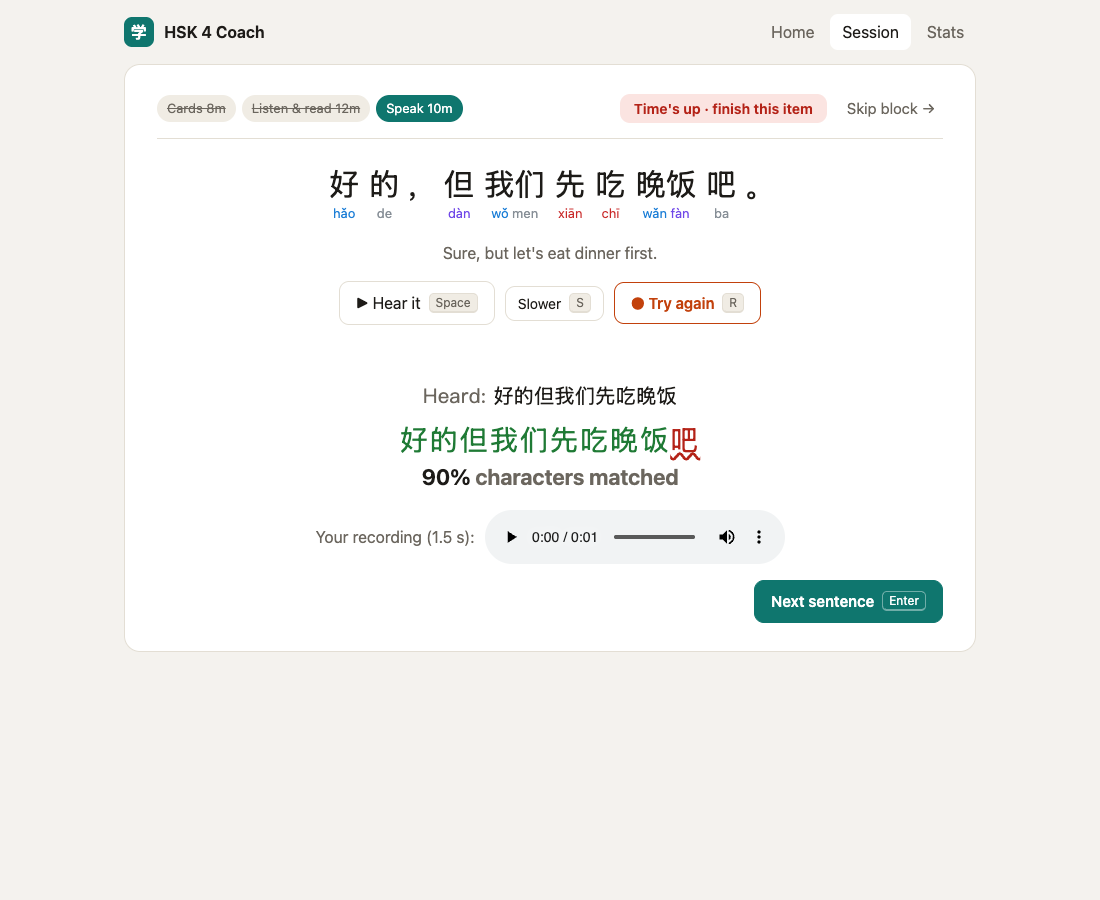 学 HSK 4 Coach Home Session Stats
Cards 8m Listen & read 12m Speak 10m Time's up · finish this item Skip block →
好的，但我们先吃晚饭吧。
hǎo de dàn wǒ men xiān chī wǎn fàn ba
Sure, but let's eat dinner first.
Hear it Space Slower S Try again R
Heard: 好的但我们先吃晚饭
好的但我们先吃晚饭吧
90% characters matched
Your recording (1.5 s): 0:00 / 0:01
Next sentence Enter